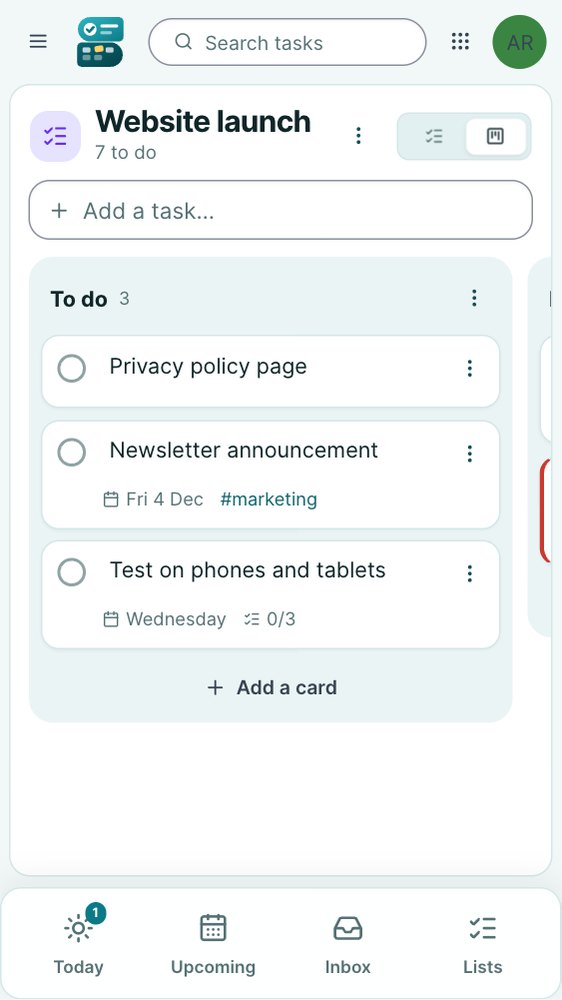 Search tasks
AR
Website launch
7 to do
Add a task...
To do 3
Privacy policy page
Newsletter announcement
Fri 4 Dec #marketing
Test on phones and tablets
Wednesday 0/3
Add a card
1
Today
Upcoming
Inbox
Lists